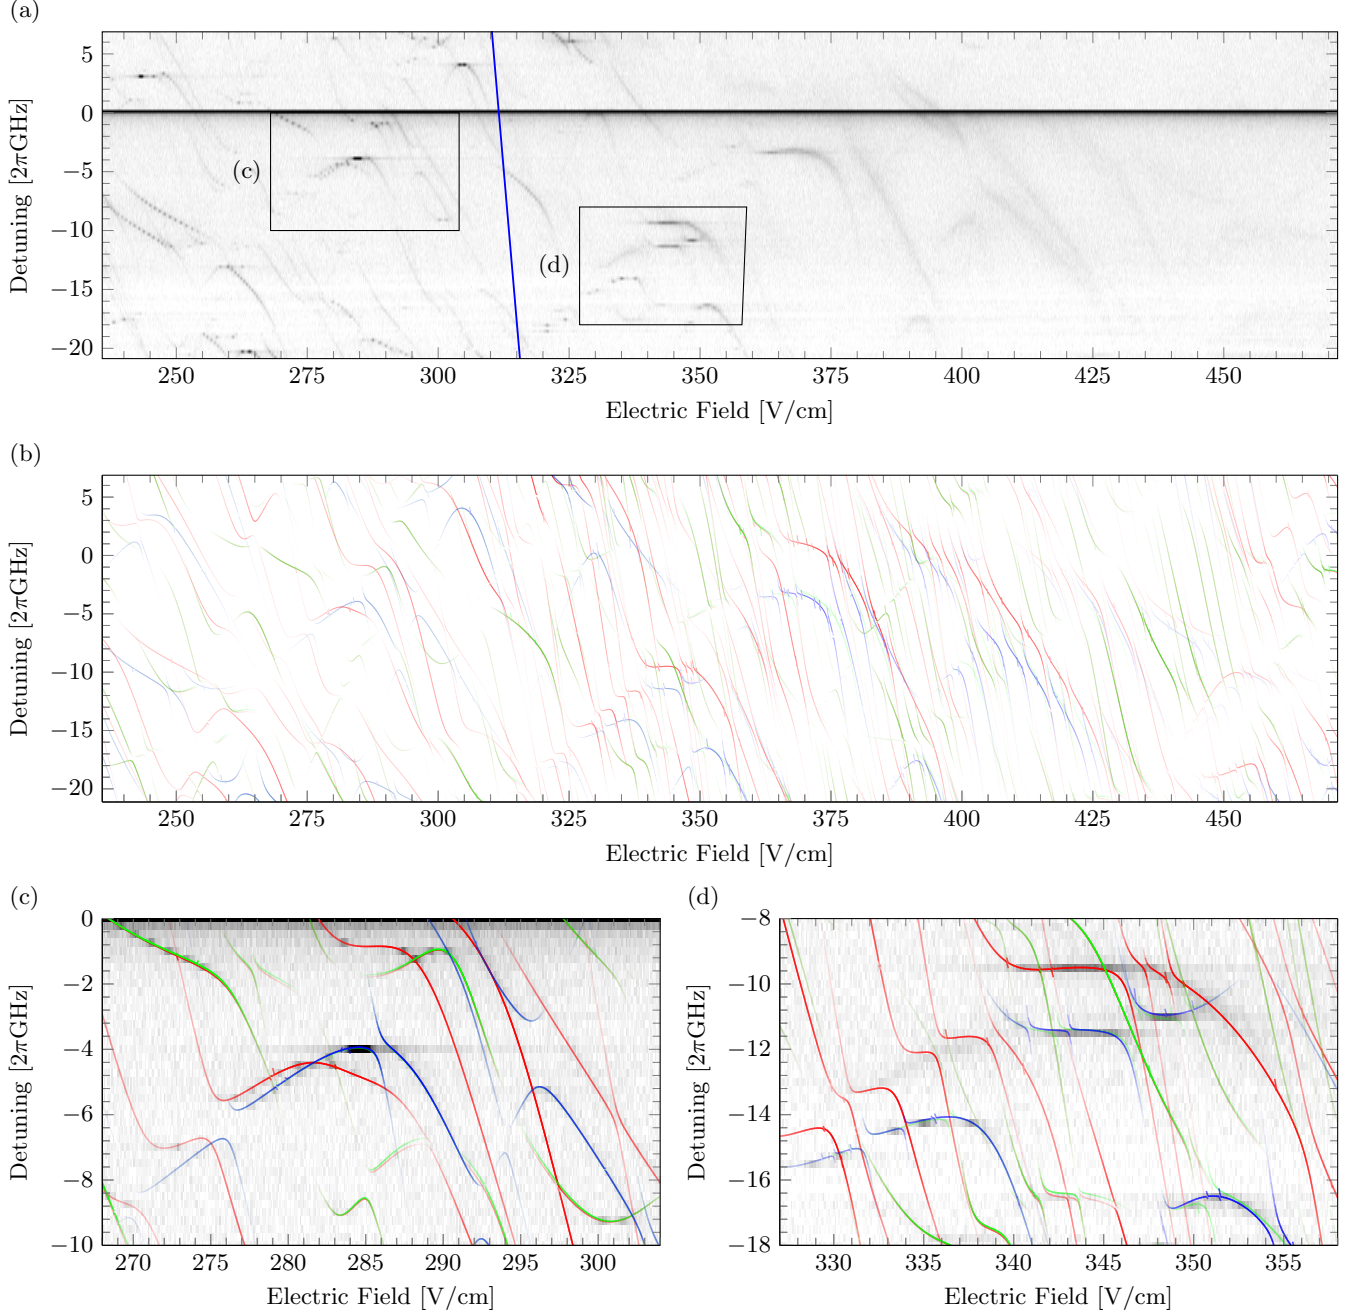 (a)
5
0
−5
−10
−15
−20
Detuning [2πGHz]
(c)
(d)
250 275 300 325 350 375 400 425 450
Electric Field [V/cm]
(b)
5
0
−5
−10
−15
−20
Detuning [2πGHz]
250 275 300 325 350 375 400 425 450
Electric Field [V/cm]
(c)
0
−2
−4
−6
−8
−10
Detuning [2πGHz]
270 275 280 285 290 295 300
Electric Field [V/cm]
(d)
−8
−10
−12
−14
−16
−18
Detuning [2πGHz]
330 335 340 345 350 355
Electric Field [V/cm]